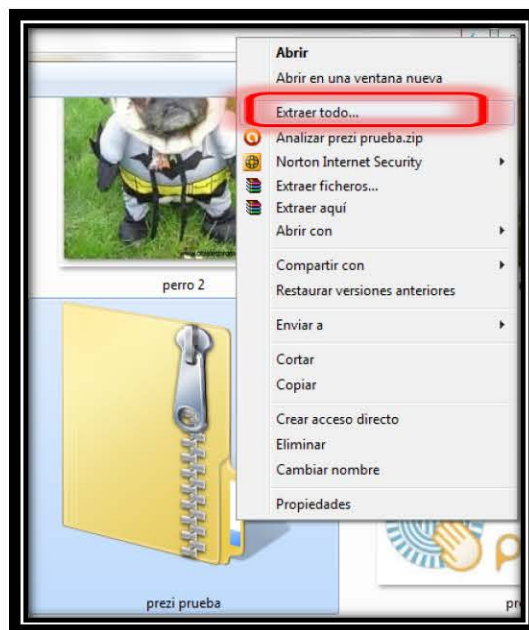 Abrir
Abrir en una ventana nueva
Extraer todo...
Analizar prezi prueba.zip
Norton Internet Security
Extraer ficheros...
Extraer aquí
Abrir con
Compartir con
Restaurar versiones anteriores
Enviar a
Cortar
Copiar
Crear acceso directo
Eliminar
Cambiar nombre
Propiedades
perro 2
prezi prueba